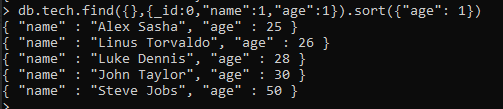 > db.tech.find({},{_id:0,"name":1,"age":1}).sort({"age": 1})
{ "name" : "Alex Sasha", "age" : 25 }
{ "name" : "Linus Torvaldo", "age" : 26 }
{ "name" : "Luke Dennis", "age" : 28 }
{ "name" : "John Taylor", "age" : 30 }
{ "name" : "Steve Jobs", "age" : 50 }
>